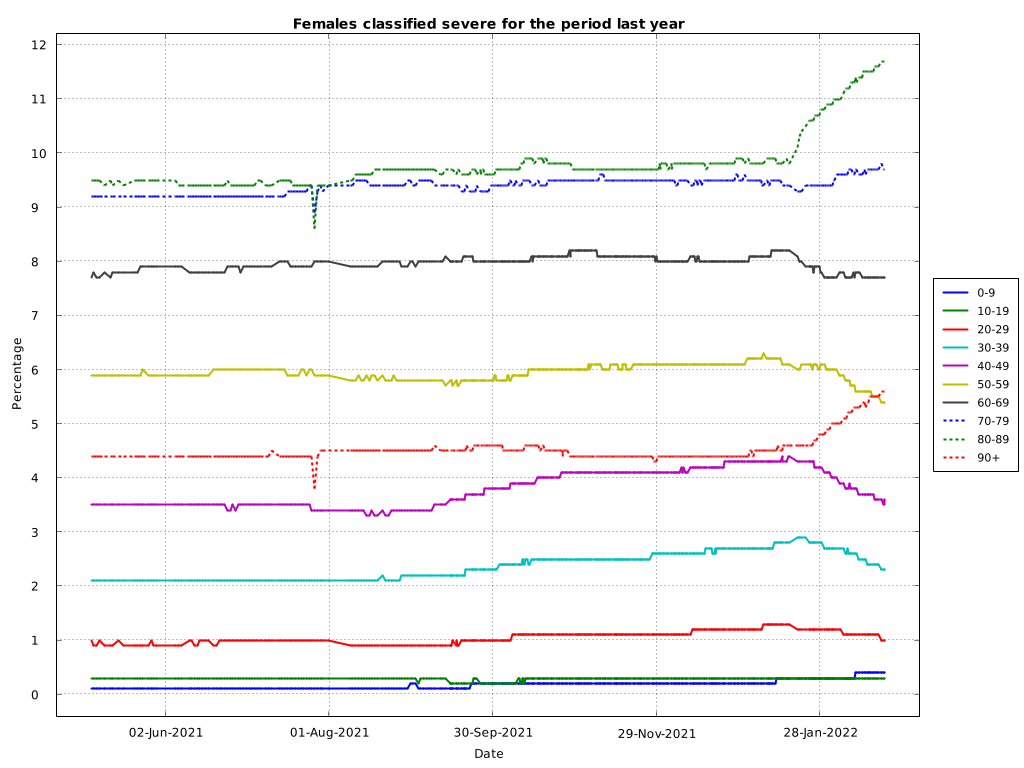 Females classified severe for the period last year
12
11
10
9
8
7
6
5
4
3
2
1
0
Percentage
02-Jun-2021
01-Aug-2021
30-Sep-2021
29-Nov-2021
28-Jan-2022
Date
0-9
10-19
20-29
30-39
40-49
50-59
60-69
70-79
80-89
90+